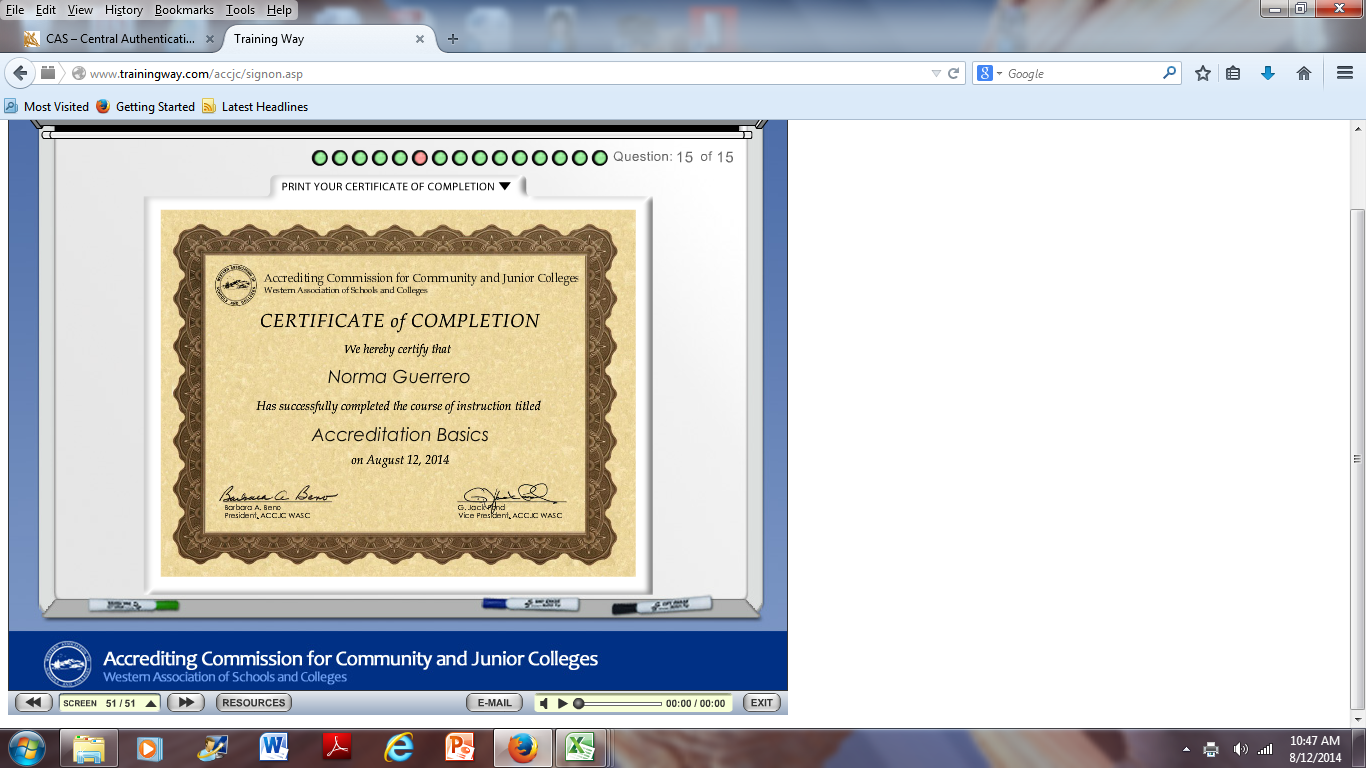 File Edit View History Bookmarks Tools Help
CAS – Central Authenticati...
Training Way
www.trainingway.com/accjc/signon.asp
Google
Most Visited Getting Started Latest Headlines
Question: 15 of 15
PRINT YOUR CERTIFICATE OF COMPLETION
Accrediting Commission for Community and Junior Colleges
Western Association of Schools and Colleges
CERTIFICATE of COMPLETION
We hereby certify that
Norma Guerrero
Has successfully completed the course of instruction titled
Accreditation Basics
on August 12, 2014
Barbara A. Beno
Barbara A. Beno
President, ACCJC WASC
G. Jack
Vice President, ACCJC WASC
Accrediting Commission for Community and Junior Colleges
Western Association of Schools and Colleges
SCREEN 51 / 51
RESOURCES
E-MAIL
00:00 / 00:00
EXIT
10:47 AM
8/12/2014